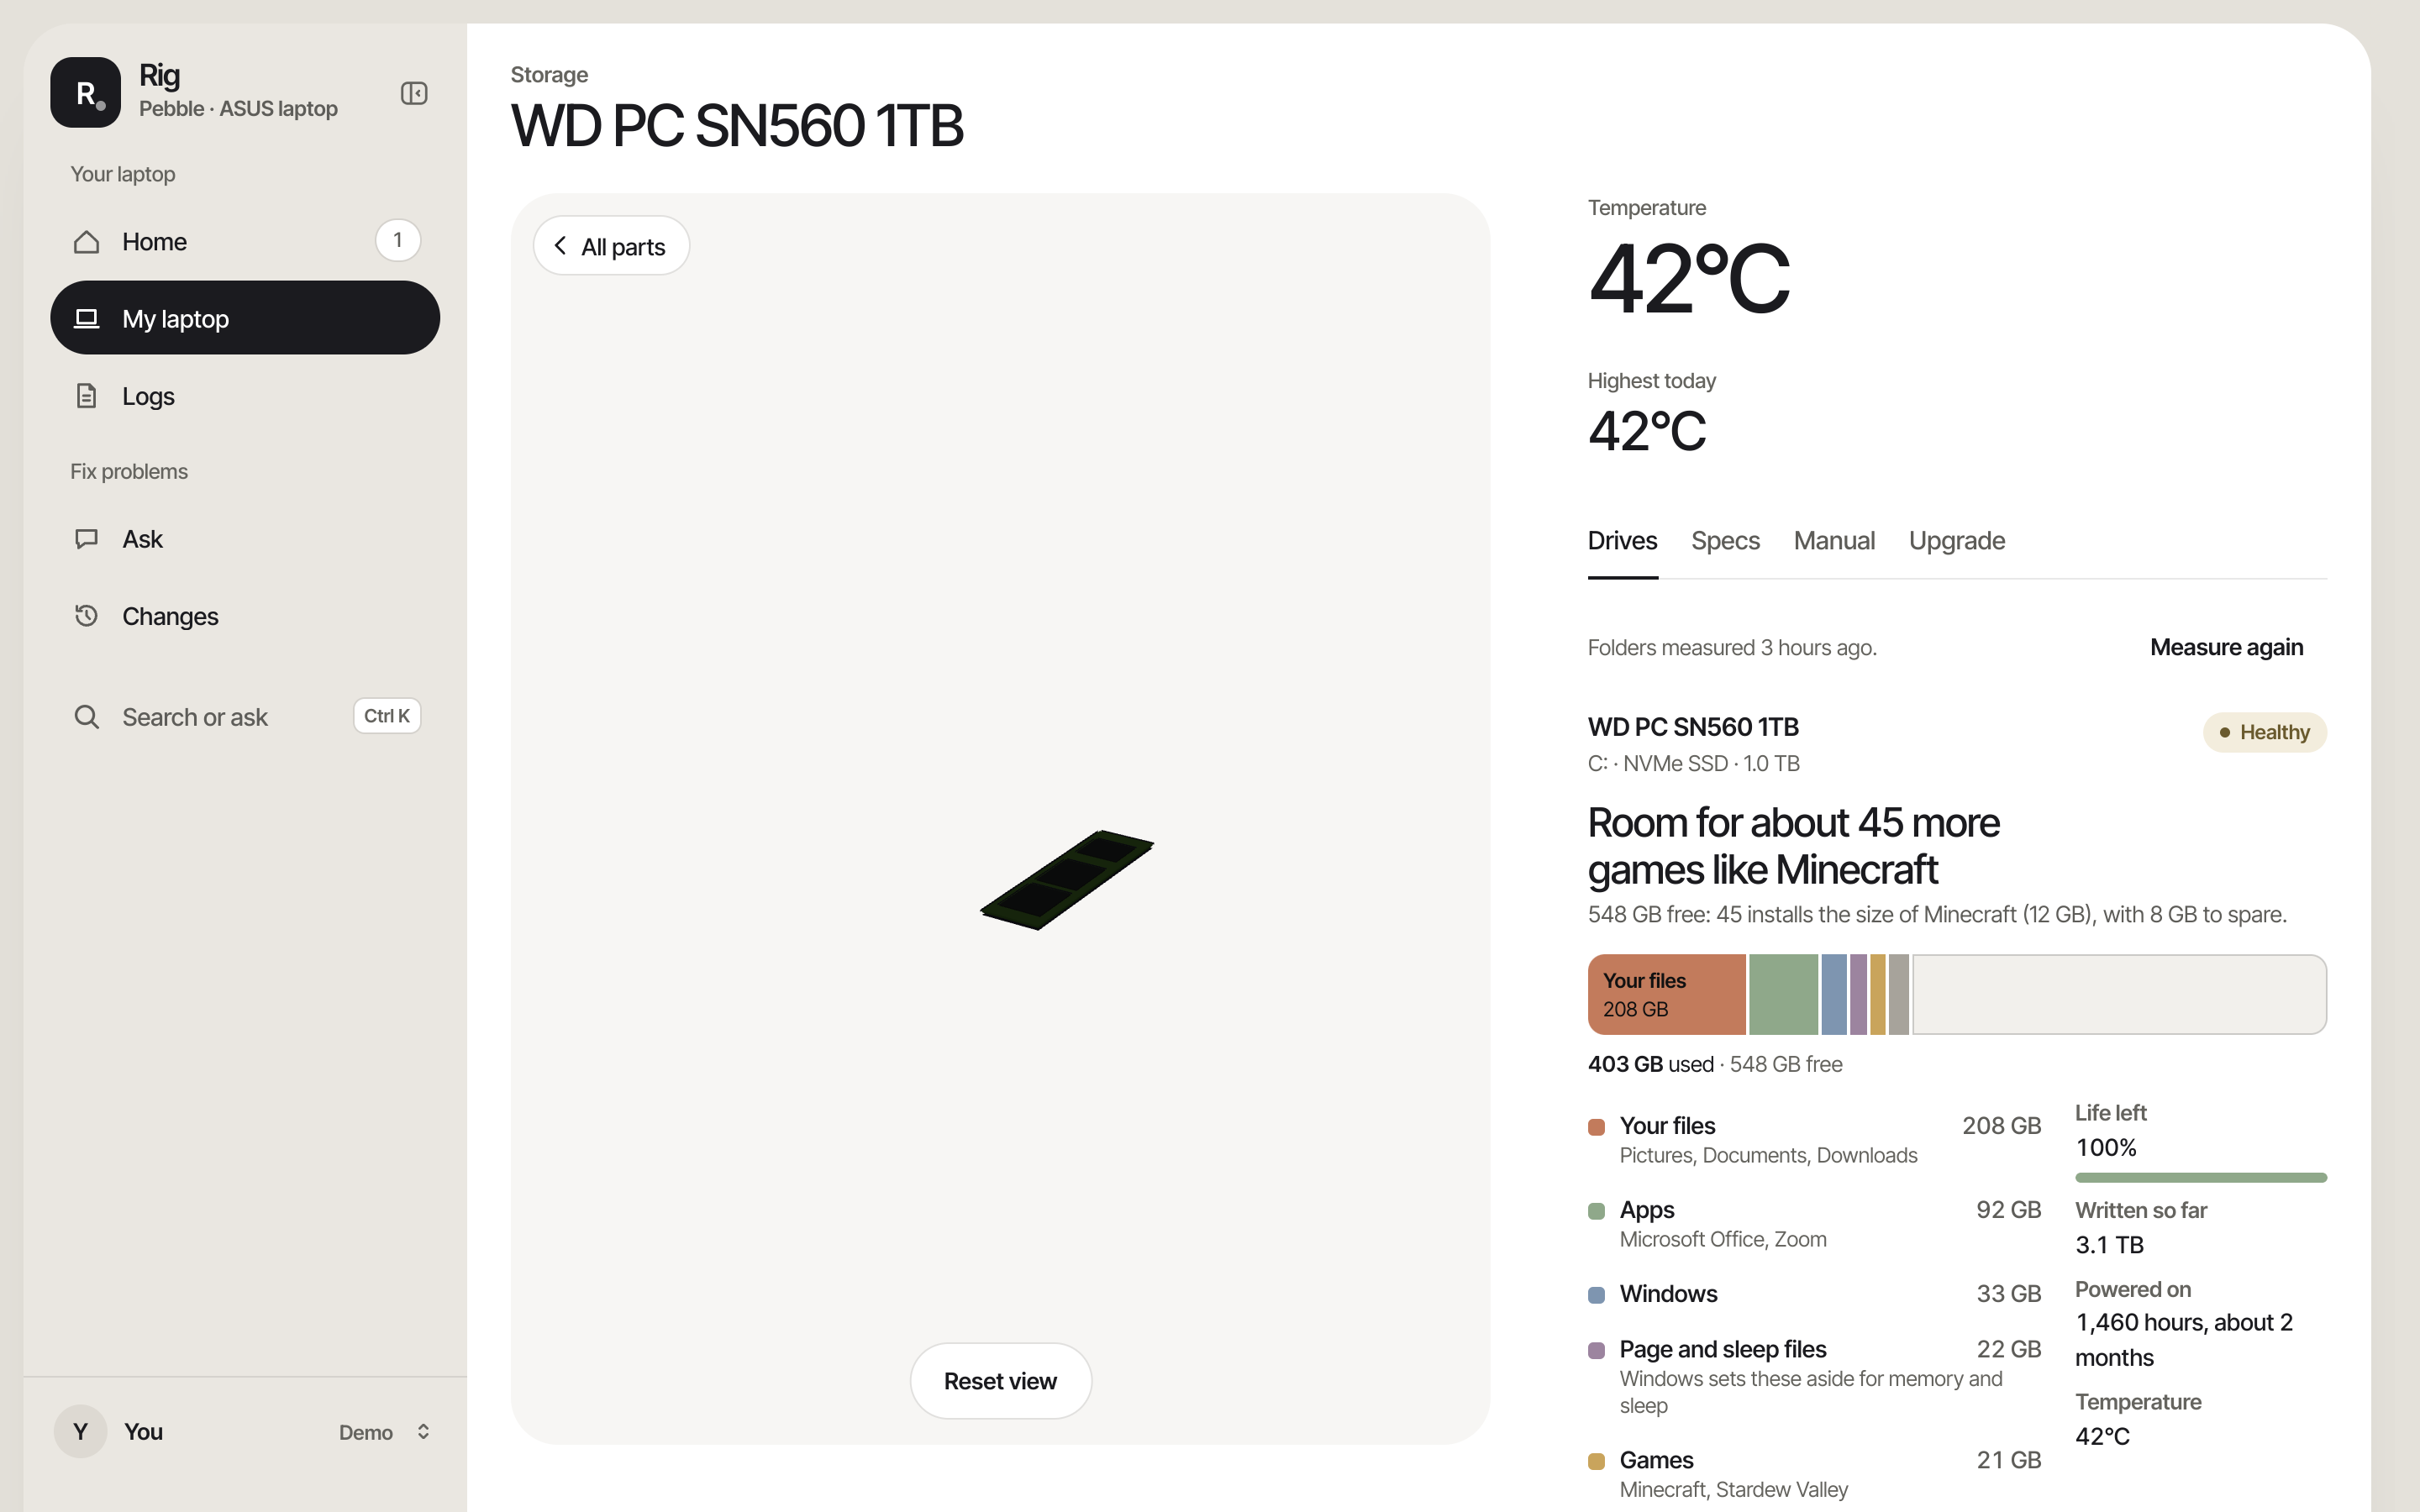 R.
Rig
Pebble · ASUS laptop
Your laptop
Home
1
My laptop
Logs
Fix problems
Ask
Changes
Search or ask
Ctrl K
Y
You
Demo
Storage
WD PC SN560 1TB
All parts
Reset view
Temperature
42°C
Highest today
42°C
Drives Specs Manual Upgrade
Folders measured 3 hours ago.
Measure again
WD PC SN560 1TB
Healthy
C: · NVMe SSD · 1.0 TB
Room for about 45 more
games like Minecraft
548 GB free: 45 installs the size of Minecraft (12 GB), with 8 GB to spare.
Your files
208 GB
403 GB used · 548 GB free
Your files 208 GB
Pictures, Documents, Downloads
Apps 92 GB
Microsoft Office, Zoom
Windows 33 GB
Page and sleep files 22 GB
Windows sets these aside for memory and
sleep
Games 21 GB
Minecraft, Stardew Valley
Life left
100%
Written so far
3.1 TB
Powered on
1,460 hours, about 2
months
Temperature
42°C